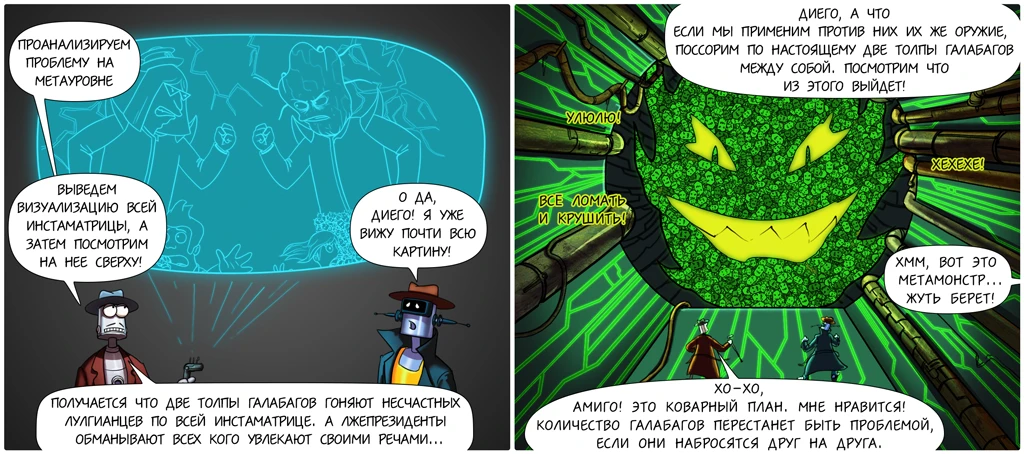 ПРОАНАЛИЗИРУЕМ
ПРОБЛЕМУ НА
МЕТАУРОВНЕ
ВЫВЕДЕМ
ВИЗУАЛИЗАЦИЮ ВСЕЙ
ИНСТАМАТРИЦЫ, А
ЗАТЕМ ПОСМОТРИМ
НА НЕЕ СВЕРХУ!
О ДА,
ДИЕГО! Я УЖЕ
ВИЖУ ПОЧТИ ВСЮ
КАРТИНУ!
ПОЛУЧАЕТСЯ ЧТО ДВЕ ТОЛПЫ ГАЛАБАГОВ ГОНЯЮТ НЕСЧАСТНЫХ
ЛУЛГИАНЦЕВ ПО ВСЕЙ ИНСТАМАТРИЦЕ. А ЛЖЕПРЕЗИДЕНТЫ
ОБМАНЫВАЮТ ВСЕХ КОГО УВЛЕКАЮТ СВОИМИ РЕЧАМИ...
ДИЕГО, А ЧТО
ЕСЛИ МЫ ПРИМЕНИМ ПРОТИВ НИХ ИХ ЖЕ ОРУЖИЕ,
ПОССОРИМ ПО НАСТОЯЩЕМУ ДВЕ ТОЛПЫ ГАЛАБАГОВ
МЕЖДУ СОБОЙ. ПОСМОТРИМ ЧТО
ИЗ ЭТОГО ВЫЙДЕТ!
УЛЮЛЮ!
ХЕХЕХЕ!
ВСЕ ЛОМАТЬ
И КРУШИТЬ!
ХММ, ВОТ ЭТО
МЕТАМОНСТР...
ЖУТЬ БЕРЕТ!
ХО-ХО,
АМИГО! ЭТО КОВАРНЫЙ ПЛАН. МНЕ НРАВИТСЯ!
КОЛИЧЕСТВО ГАЛАБАГОВ ПЕРЕСТАНЕТ БЫТЬ ПРОБЛЕМОЙ,
ЕСЛИ ОНИ НАБРОСЯТСЯ ДРУГ НА ДРУГА.